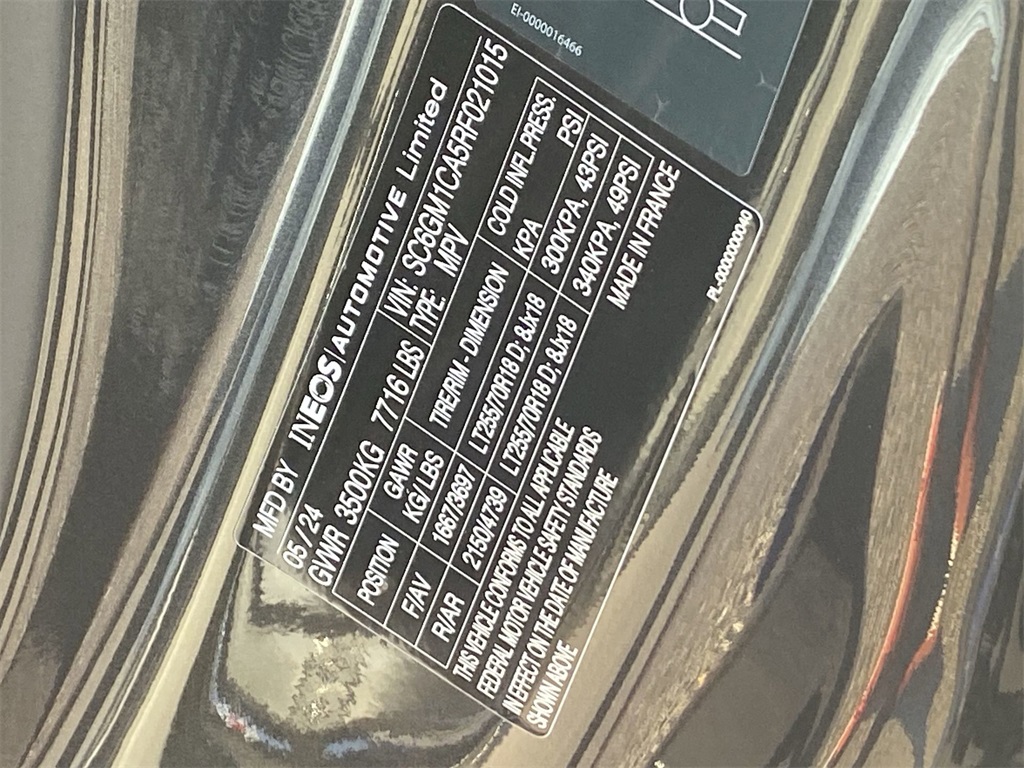 EI-0000016466
MFD BY INEOS/AUTOMOTIVE Limited
05/24 VIN: SC6GM1CA5RF021015
GVWR 3500KG 7716 LBS TYPE: MPV
POSITION GAWR TIRE/RIM - DIMENSION COLD INFL.PRESS.
KG/ LBS KPA PSI
F/AV 1667/3697 LT255/70R18 D; 8Jx18 300KPA, 43PSI
R/AR 2150/4739 LT255/70R18 D; 8Jx18 340KPA, 49PSI
THIS VEHICLE CONFORMS TO ALL APPLICABLE MADE IN FRANCE
FEDERAL MOTOR VEHICLE SAFETY STANDARDS
IN EFFECT ON THE DATE OF MANUFACTURE
SHOWN ABOVE
PL-0000000040